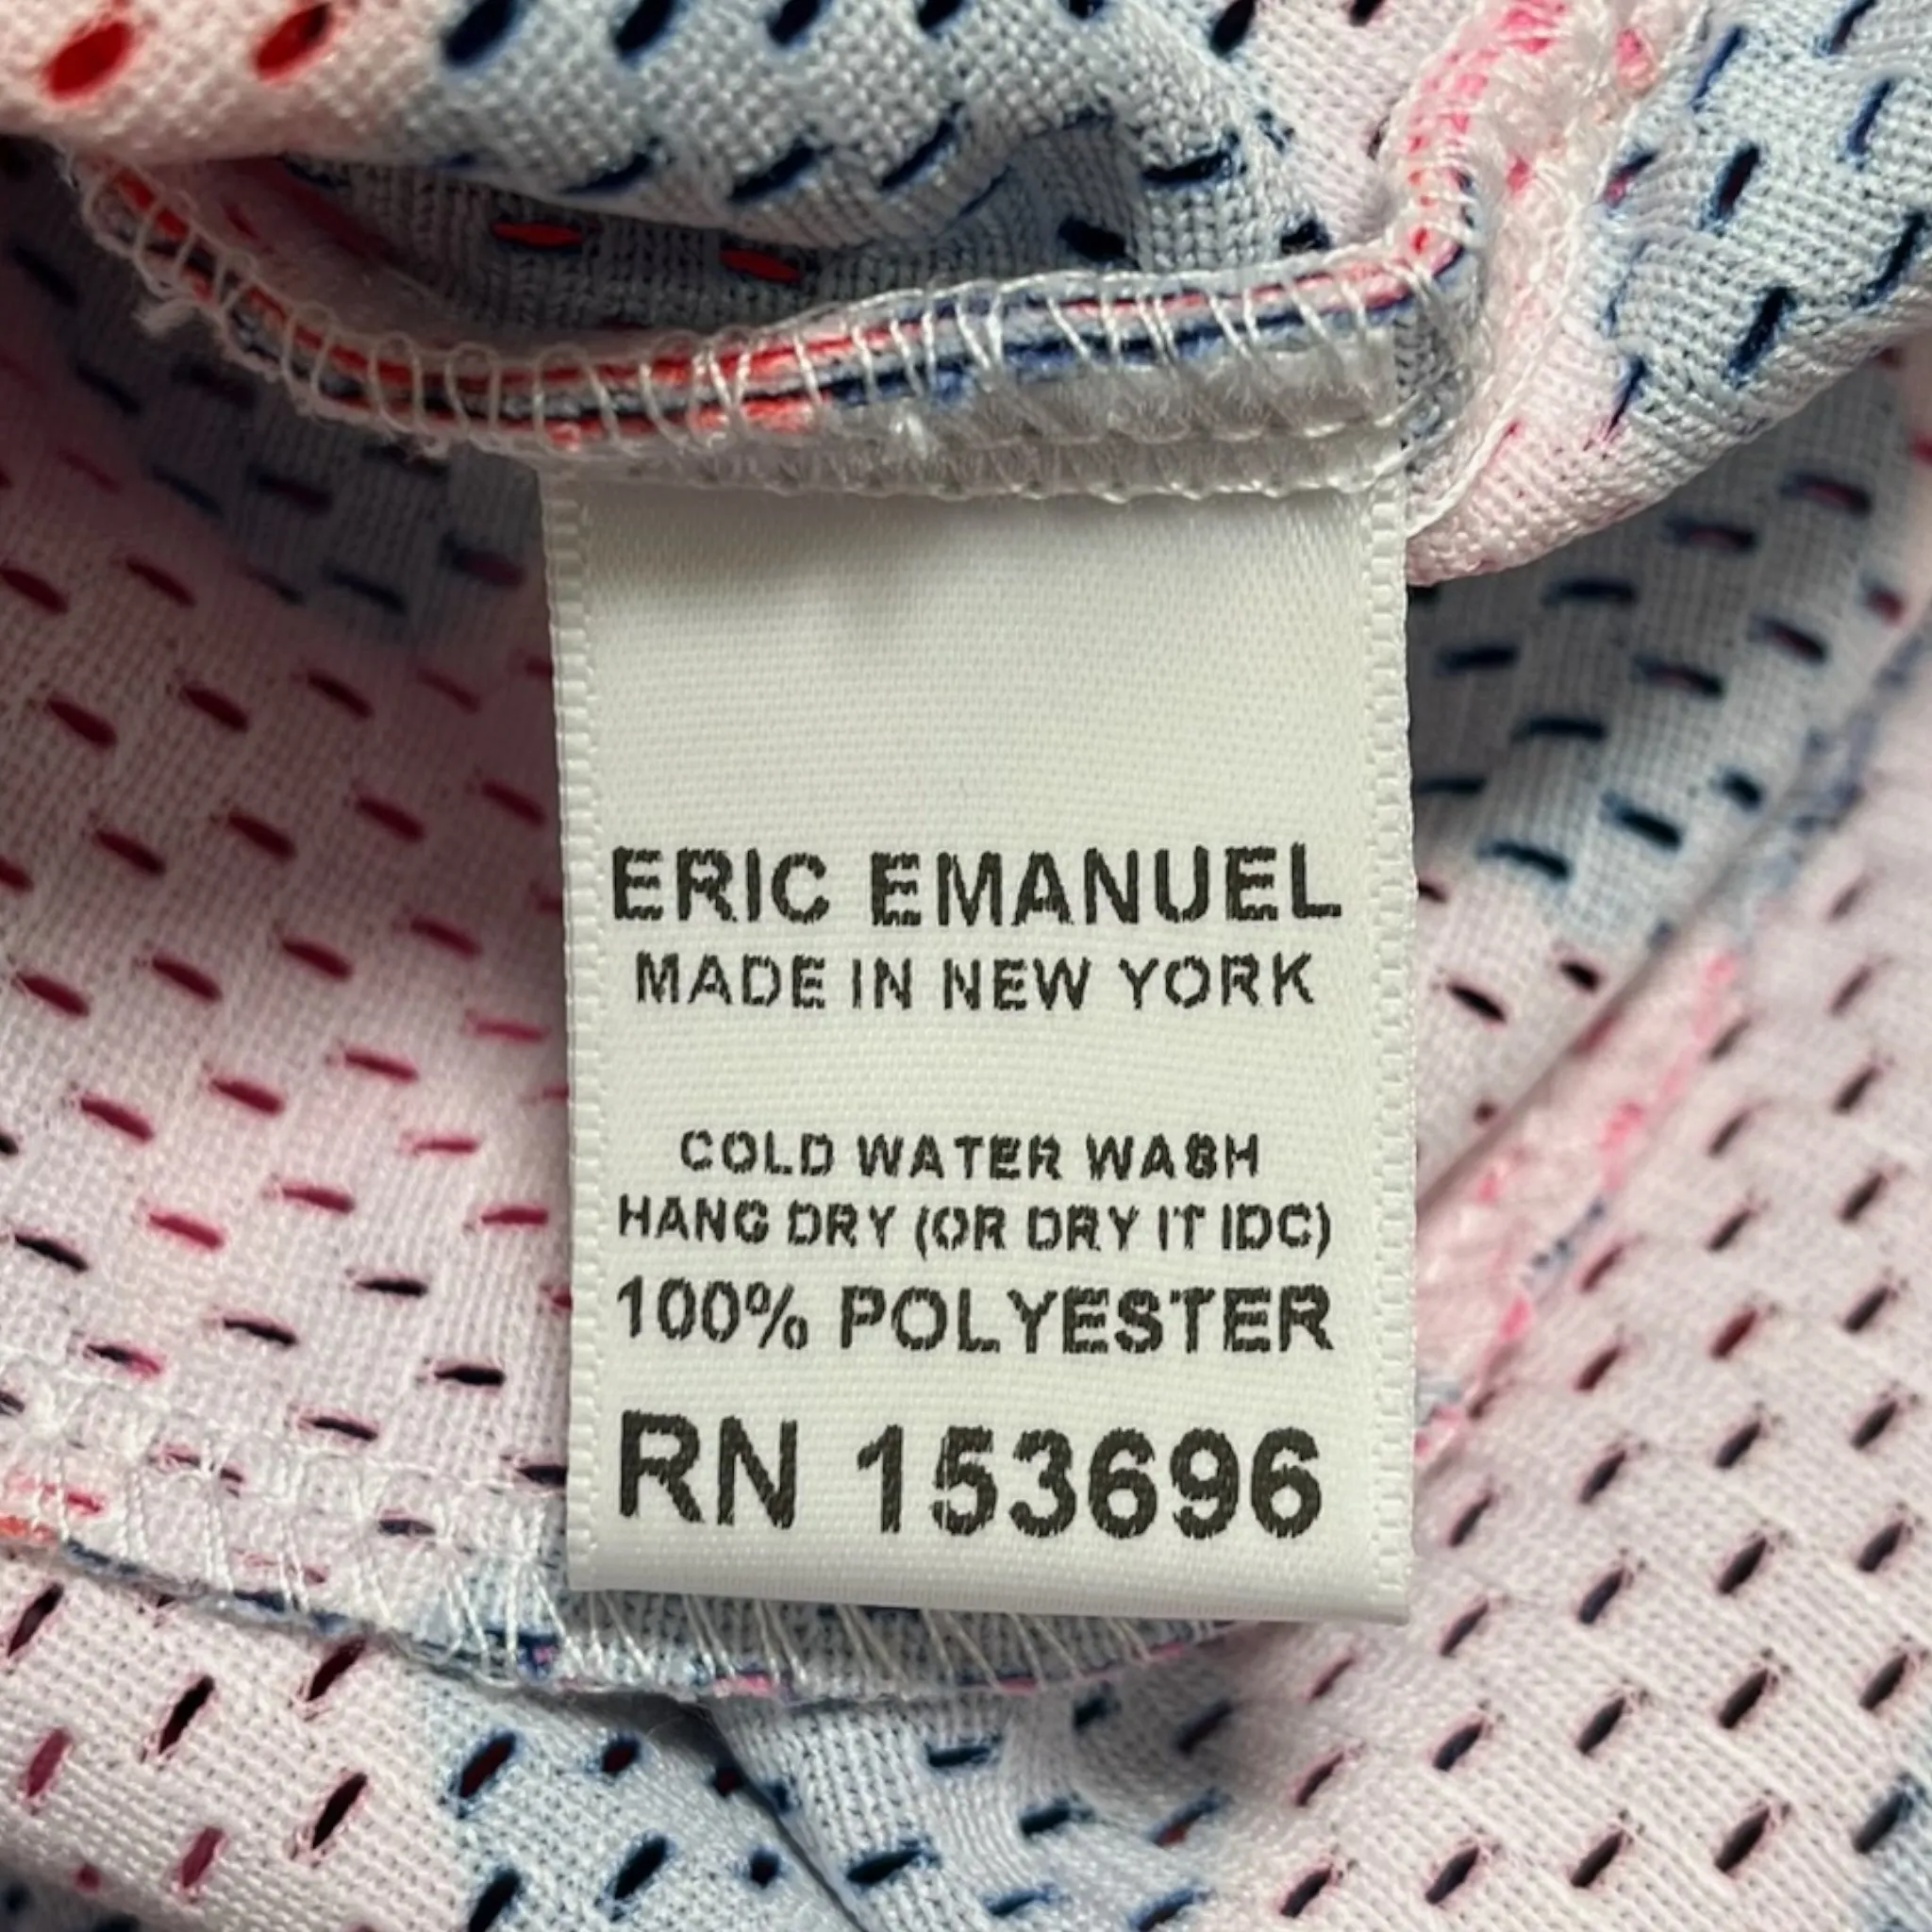 ERIC EMANUEL
MADE IN NEW YORK
COLD WATER WASH
HANG DRY (OR DRY IT IDC)
100% POLYESTER
RN 153696